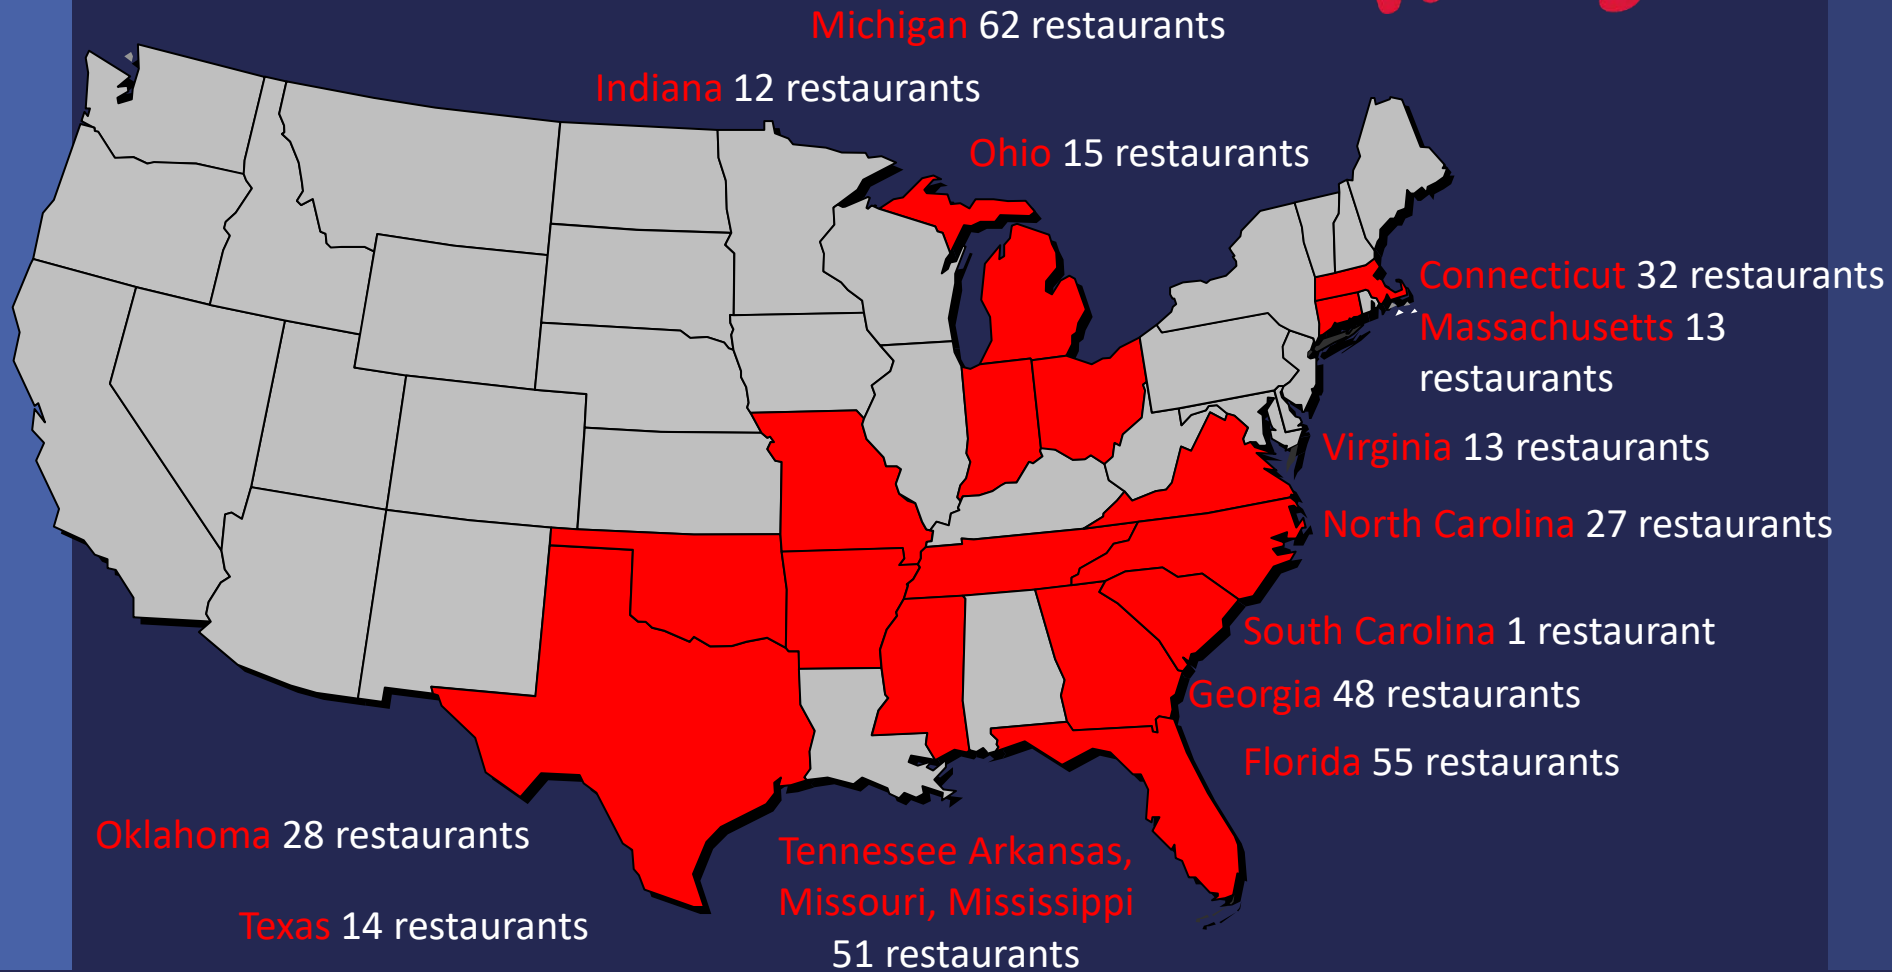 Michigan 62 restaurants
Indiana 12 restaurants
Ohio 15 restaurants
Connecticut 32 restaurants
Massachusetts 13
restaurants
Virginia 13 restaurants
North Carolina 27 restaurants
South Carolina 1 restaurant
Georgia 48 restaurants
Florida 55 restaurants
Oklahoma 28 restaurants
Tennessee Arkansas,
Missouri, Mississippi
51 restaurants
Texas 14 restaurants